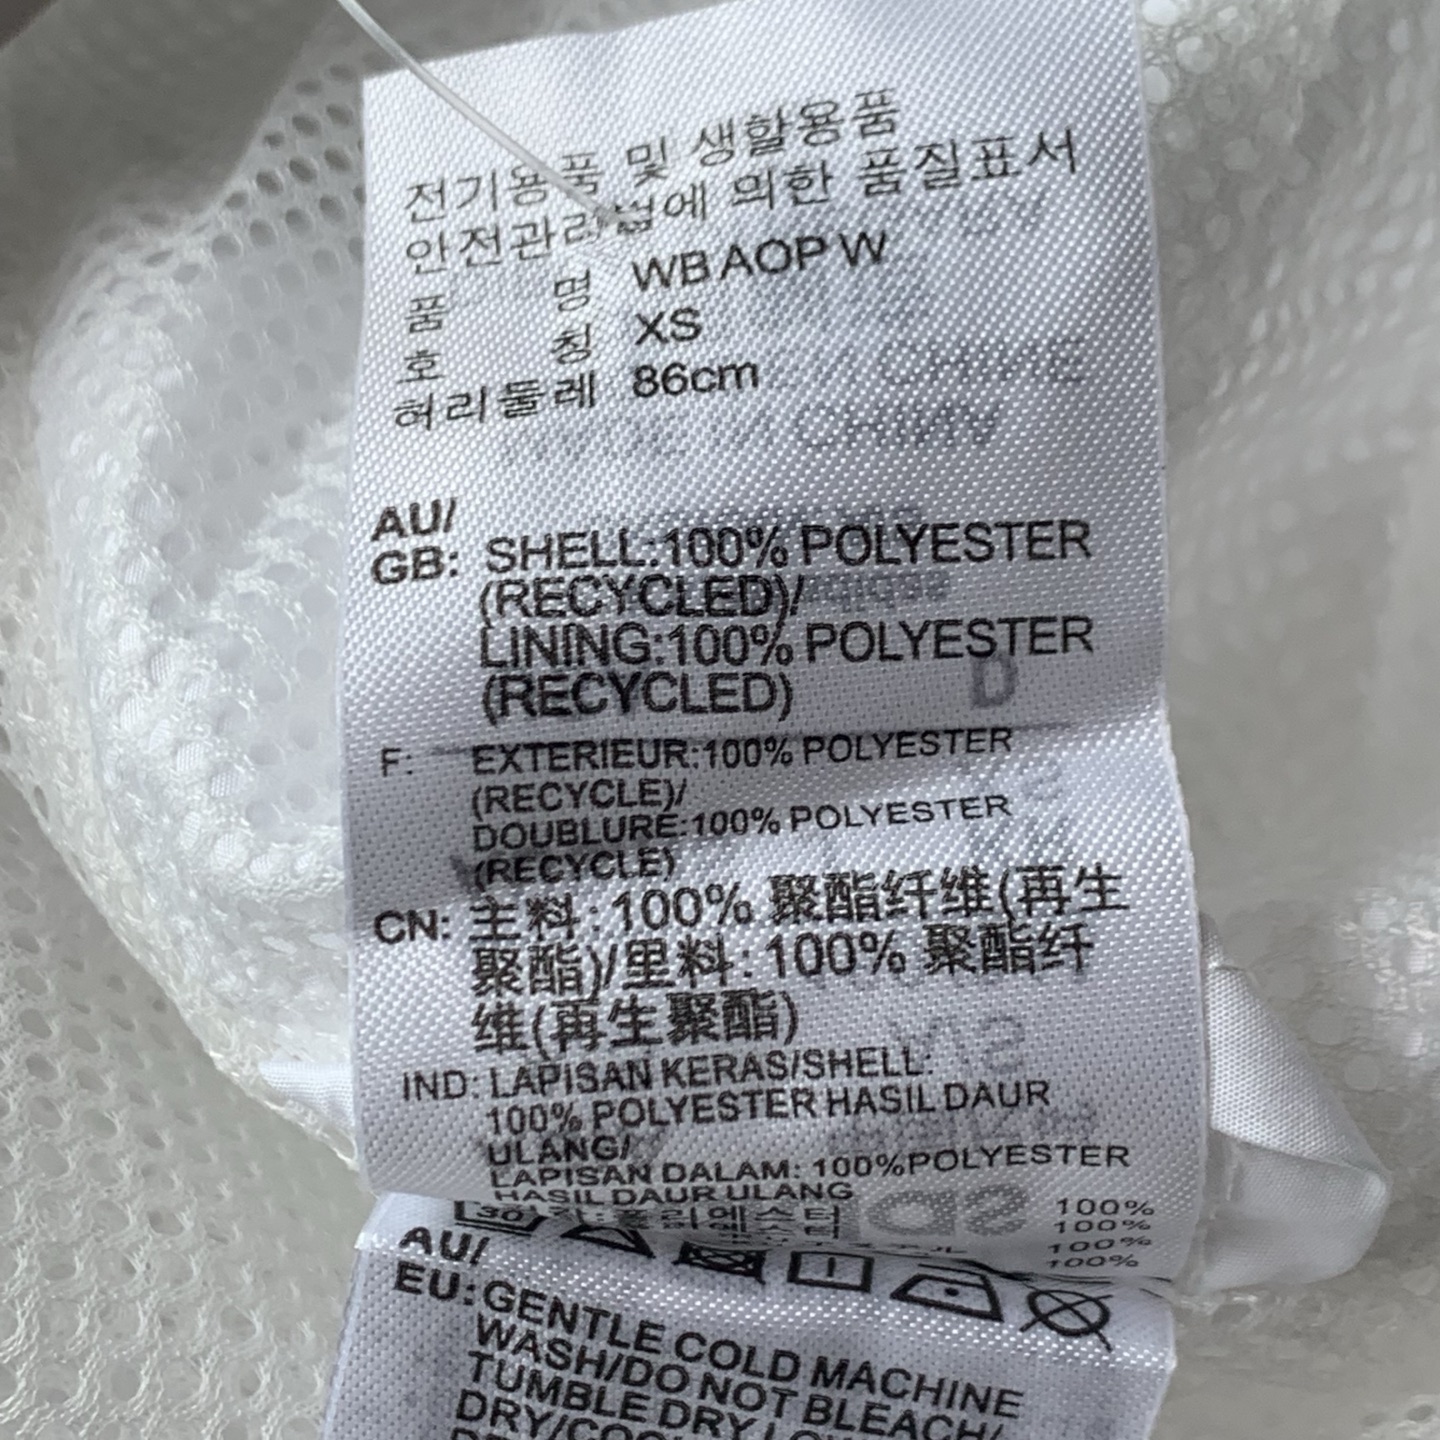 전기용품 및 생활용품
안전관리법에 의한 품질표서
품 명 WB AOP W
호 칭 XS
허리둘레 86cm
AU/
GB: SHELL:100% POLYESTER
(RECYCLED)/
LINING:100% POLYESTER
(RECYCLED)
F: EXTERIEUR:100% POLYESTER
(RECYCLE)/
DOUBLURE:100% POLYESTER
(RECYCLE)
CN: 主料: 100% 聚酯纤维(再生
聚酯)/里料: 100% 聚酯纤
维(再生聚酯)
IND: LAPISAN KERAS/SHELL:
100% POLYESTER HASIL DAUR
ULANG/
LAPISAN DALAM: 100%POLYESTER
HASIL DAUR ULANG
100%
100%
100%
100%
30
AU/
EU: GENTLE COLD MACHINE
WASH/DO NOT BLEACH/
TUMBLE DRY